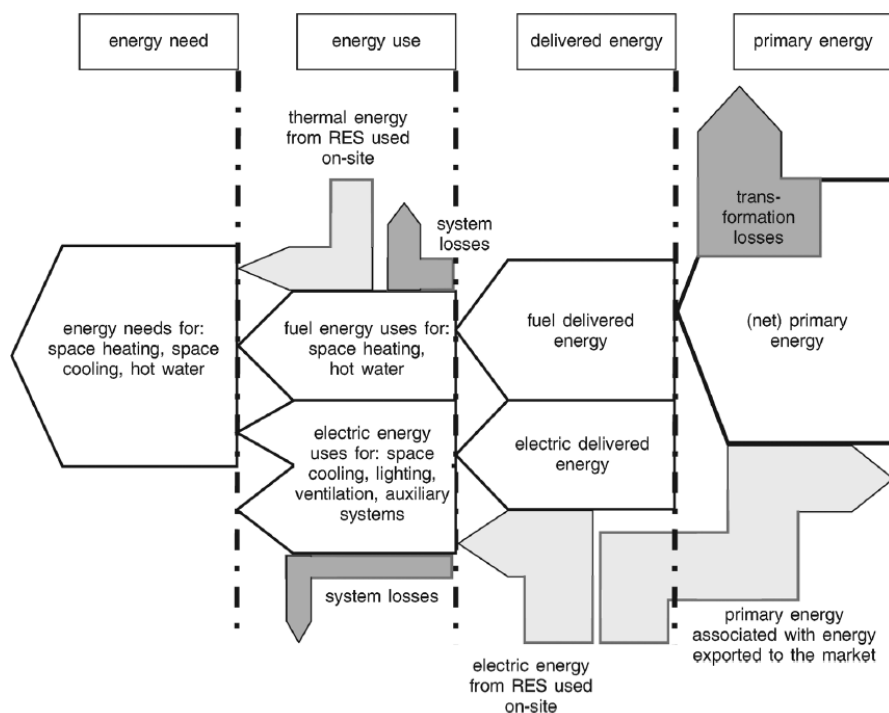 energy need
energy use
delivered energy
primary energy
thermal energy
from RES used
on-site
system
losses
trans-
formation
losses
energy needs for:
space heating, space
cooling, hot water
fuel energy uses for:
space heating,
hot water
fuel delivered
energy
(net) primary
energy
electric energy
uses for: space
cooling, lighting,
ventilation, auxiliary
systems
electric delivered
energy
system losses
electric energy
from RES used
on-site
primary energy
associated with energy
exported to the market